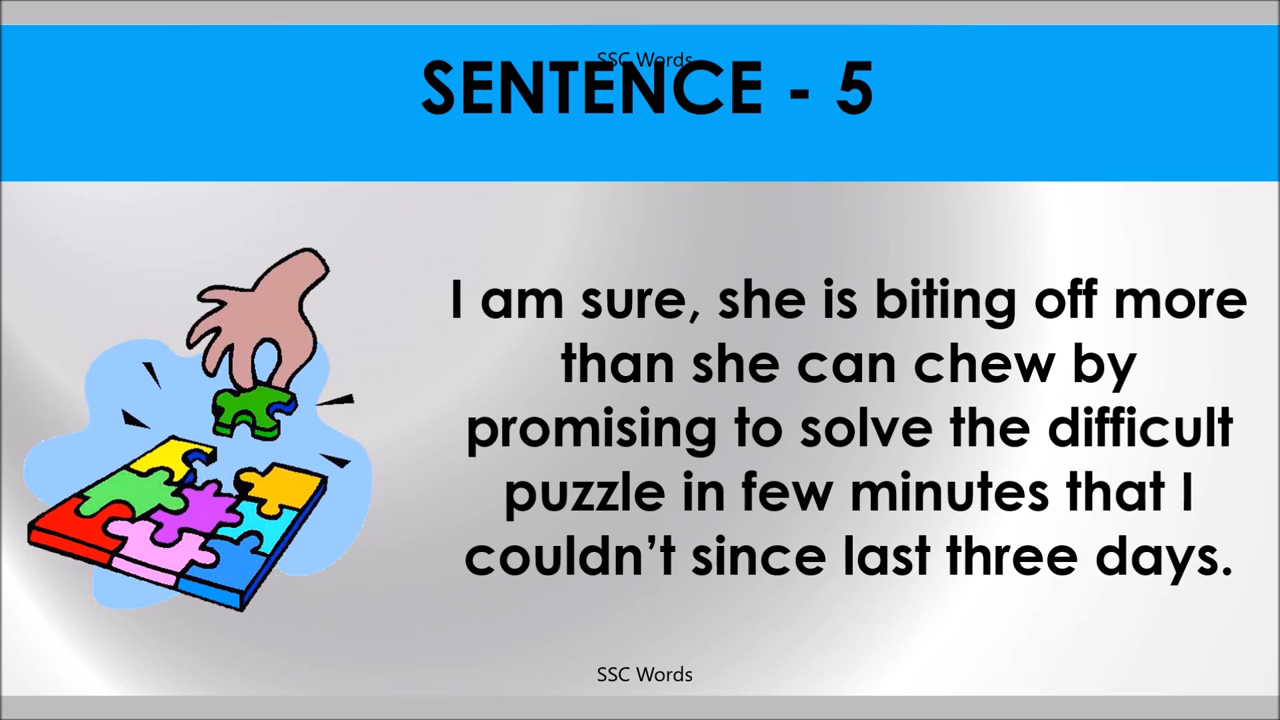 SSC Words
SENTENCE - 5
I am sure, she is biting off more
than she can chew by
promising to solve the difficult
puzzle in few minutes that I
couldn’t since last three days.
SSC Words